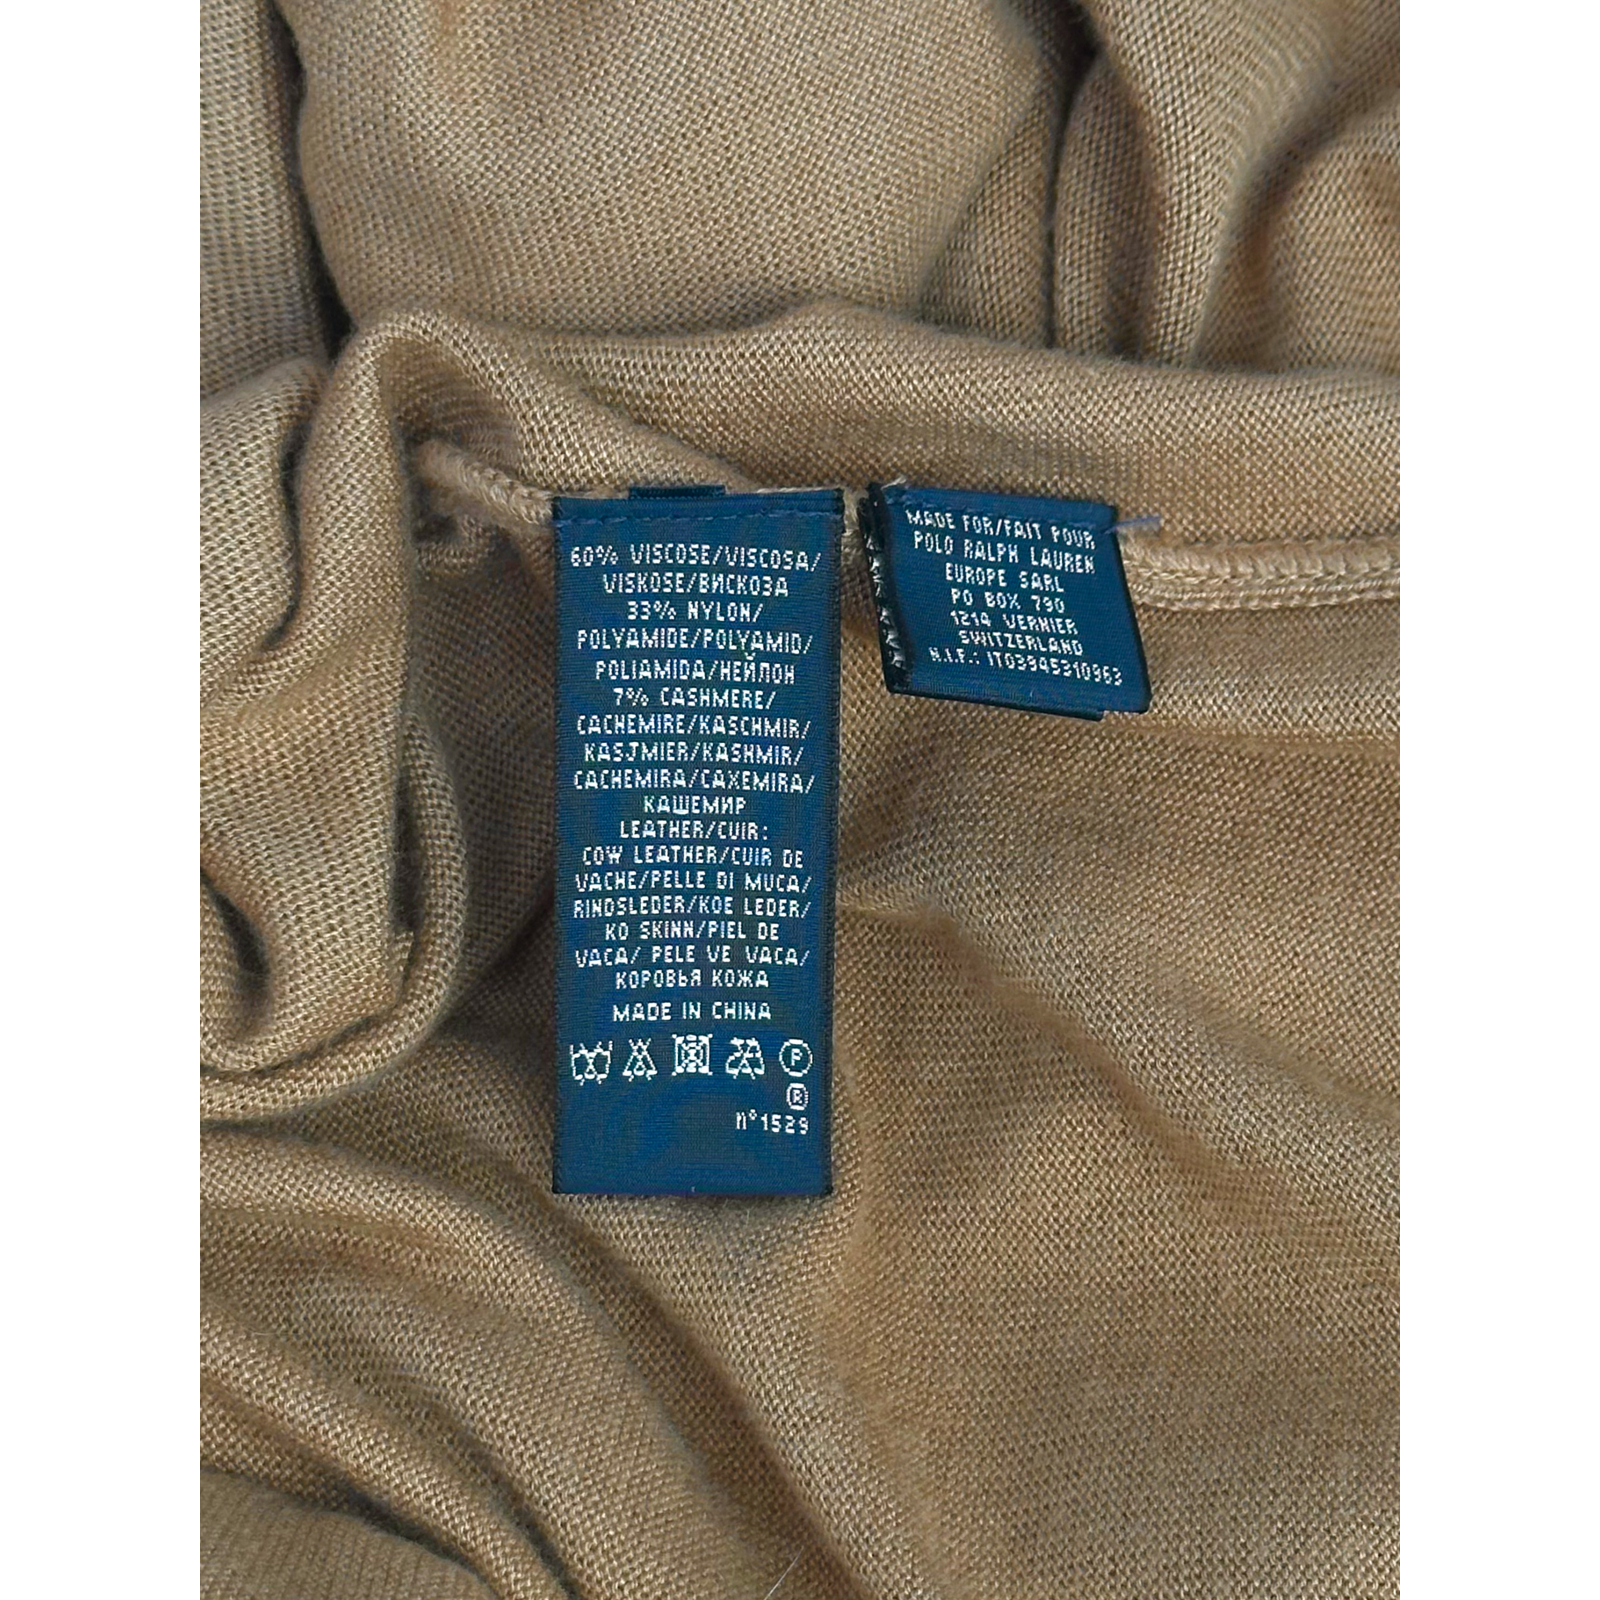 60% VISCOSE/VISCOSA/
VISKOSE/ВИСКОЗА
33% NYLON/
POLYAMIDE/POLYAMID/
POLIAMIDA/НЕЙЛОН
7% CASHMERE/
CACHEMIRE/KASCHMIR/
KASJMIER/KASHMIR/
CACHEMIRA/CAXEMIRA/
КАШЕМИР
LEATHER/CUIR:
COW LEATHER/CUIR DE
VACHE/PELLE DI MUCA/
RINDSLEDER/KOE LEDER/
KO SKINN/PIEL DE
VACA/ PELE VE VACA/
КОРОВЬЯ КОЖА
MADE IN CHINA
P
®
n°1529
MADE FOR/FAIT POUR
POLO RALPH LAUREN
EUROPE SARL
PO BOX 790
1214 VERNIER
SWITZERLAND
N.I.F.: IT03945310963